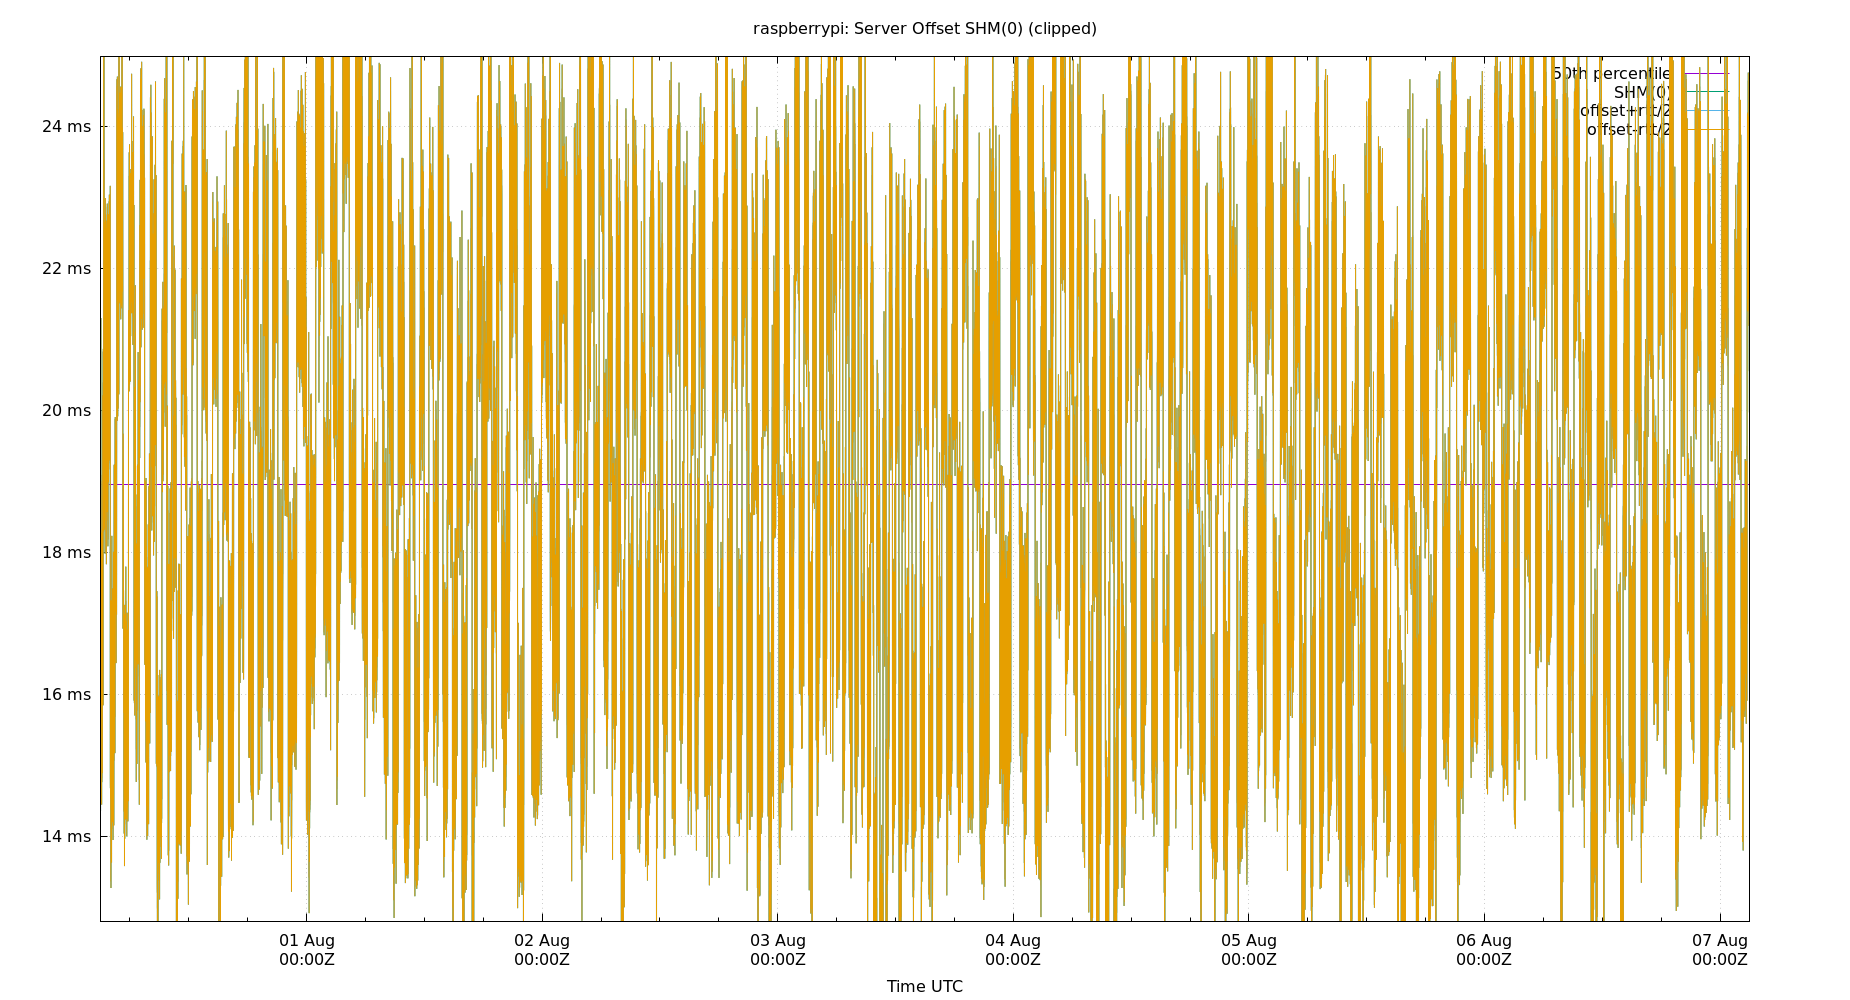 raspberrypi: Server Offset SHM(0) (clipped)
50th percentile
SHM(0)
offset+rtt/2
offset-rtt/2
24 ms
22 ms
20 ms
18 ms
16 ms
14 ms
01 Aug 02 Aug 03 Aug 04 Aug 05 Aug 06 Aug 07 Aug
00:00Z 00:00Z 00:00Z 00:00Z 00:00Z 00:00Z 00:00Z
Time UTC